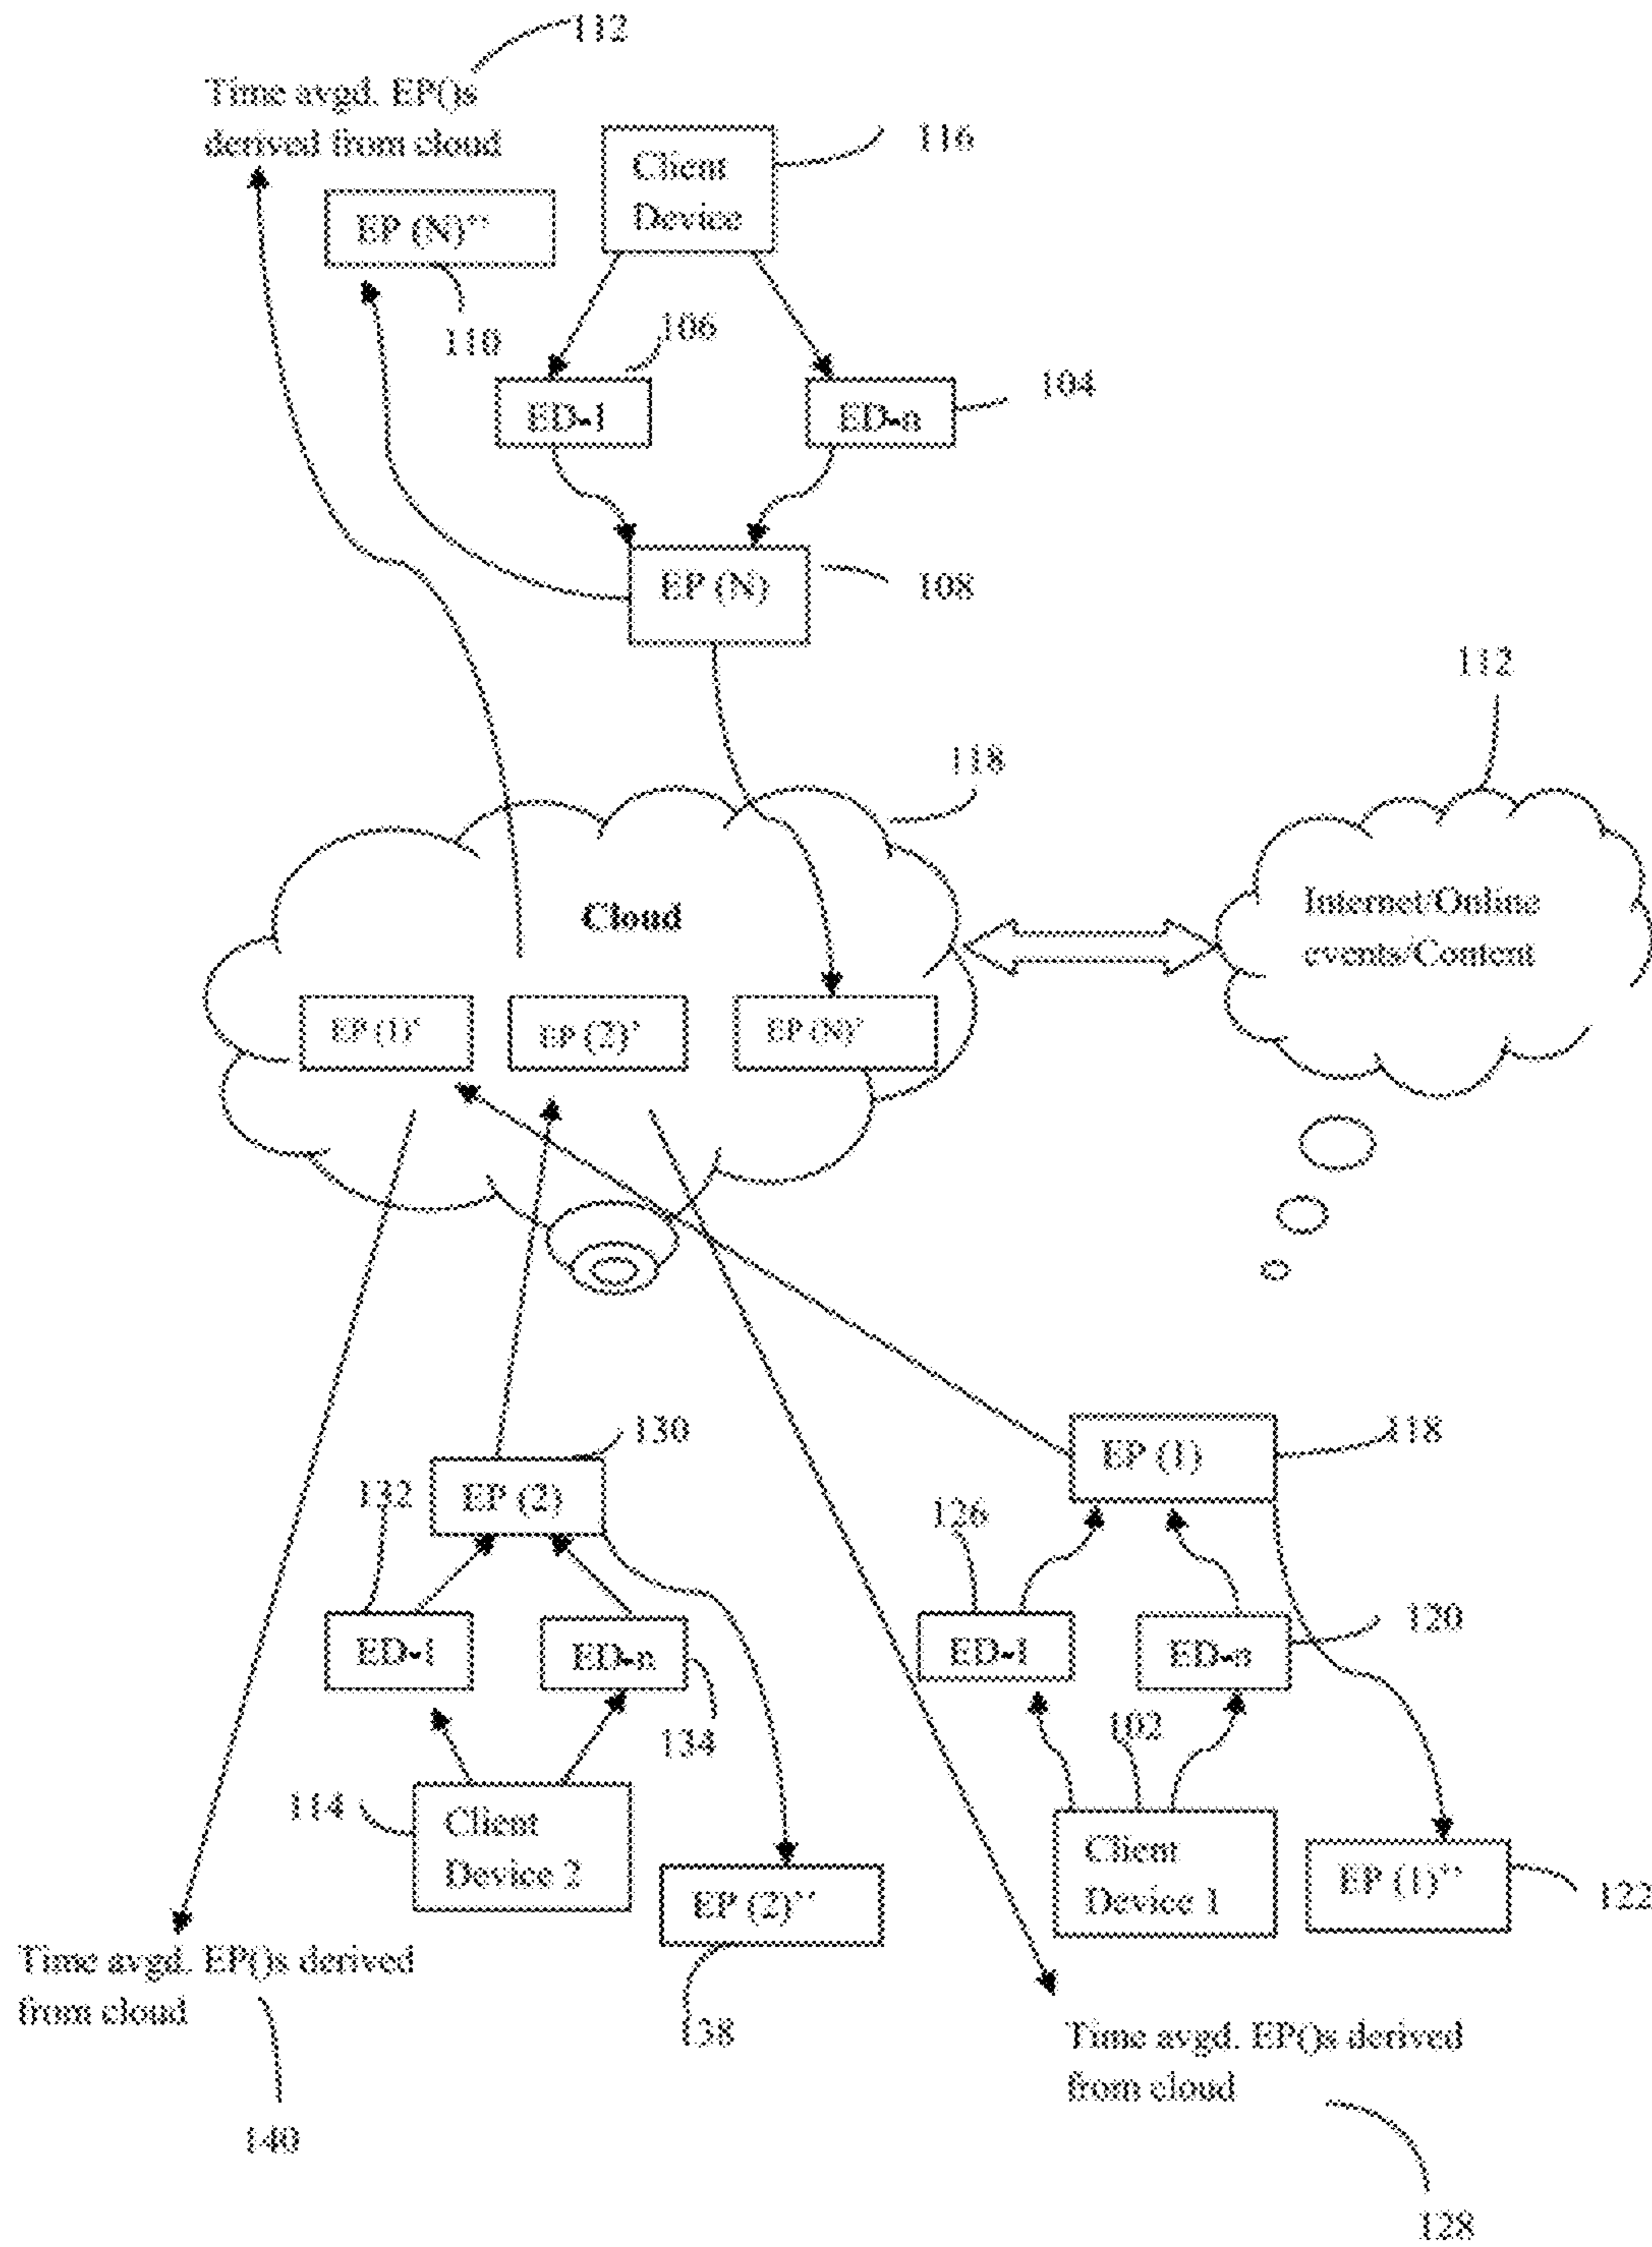 112
Time avgd. EP()s
derived from cloud
116
Client
Device
EP (N)''
110
106
104
ED-1
ED-n
EP (N)
108
112
118
Cloud
Internet/Online
events/Content
EP (1)'
EP (2)'
EP (N)'
130
118
EP (1)
132
EP (2)
126
120
ED-1
ED-n
ED-1
ED-n
134
102
114
Client
Device 2
Client
Device 1
EP (1)''
122
EP (2)''
Time avgd. EP()s derived
from cloud
138
Time avgd. EP()s derived
from cloud
140
128